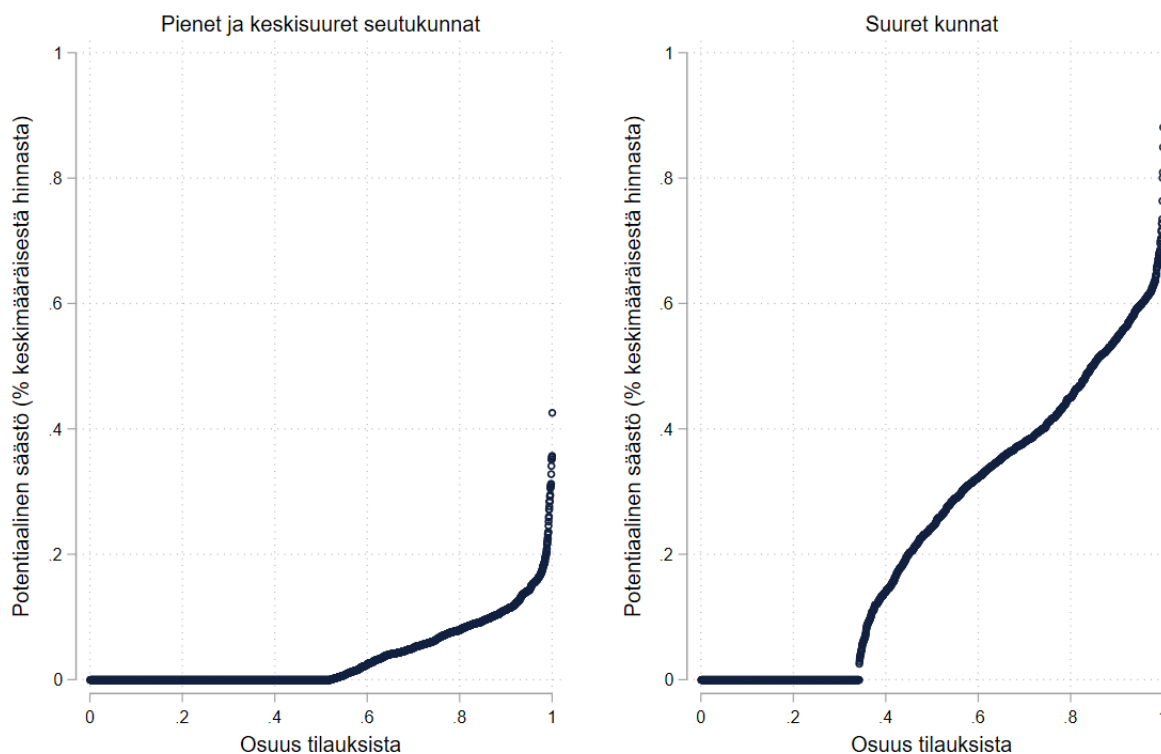 Pienet ja keskisuuret seutukunnat
Potentiaalinen säästö (% keskimääräisestä hinnasta)
1
.8
.6
.4
.2
0
0 .2 .4 .6 .8 1
Osuus tilauksista
Suuret kunnat
Potentiaalinen säästö (% keskimääräisestä hinnasta)
1
.8
.6
.4
.2
0
0 .2 .4 .6 .8 1
Osuus tilauksista